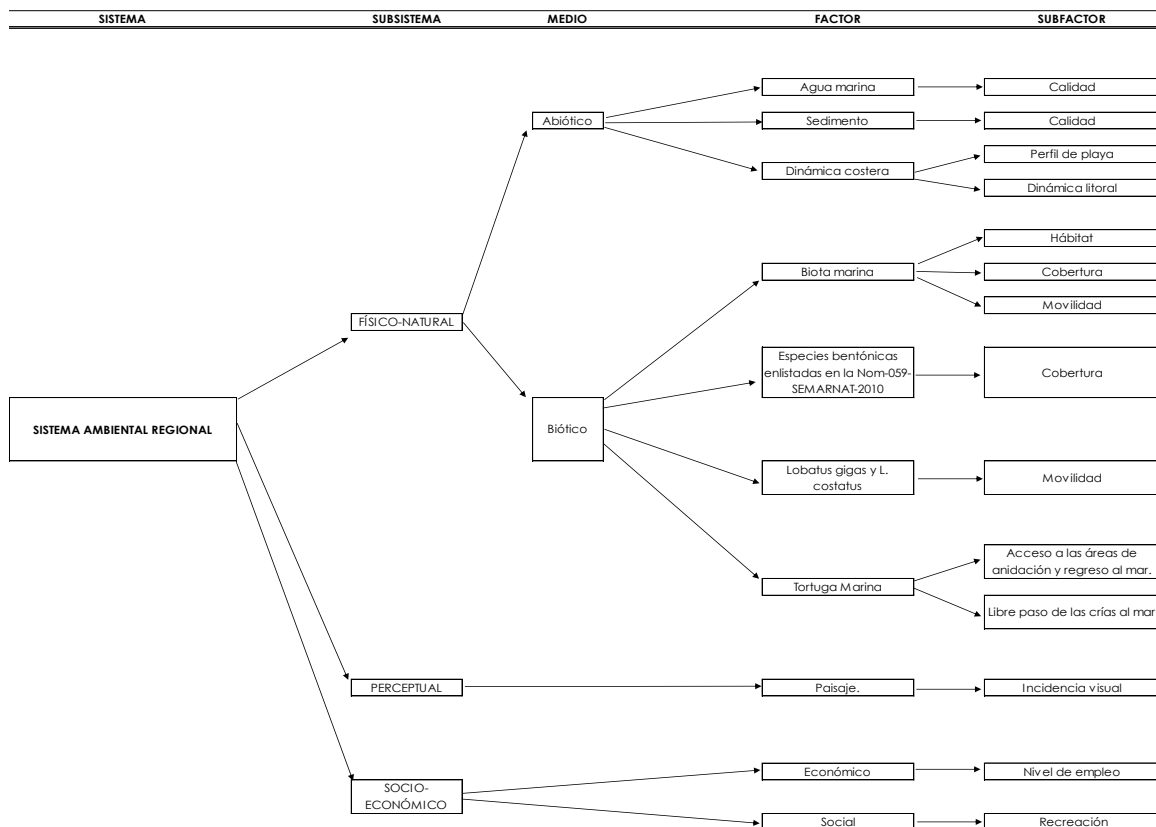 SISTEMA SUBSISTEMA MEDIO FACTOR SUBFACTOR
Agua marina
Calidad
Abiótico
Sedimento
Calidad
Perfil de playa
Dinámica costera
Dinámica litoral
Hábitat
Biota marina
Cobertura
Movilidad
FÍSICO-NATURAL
Especies bentónicas
enlistadas en la Nom-059-
SEMARNAT-2010
Cobertura
SISTEMA AMBIENTAL REGIONAL
Biótico
Lobatus gigas y L.
costatus
Movilidad
Acceso a las áreas de
anidación y regreso al mar.
Tortuga Marina
Libre paso de las crías al mar
PERCEPTUAL
Paisaje.
Incidencia visual
SOCIO-
ECONÓMICO
Económico
Nivel de empleo
Social
Recreación